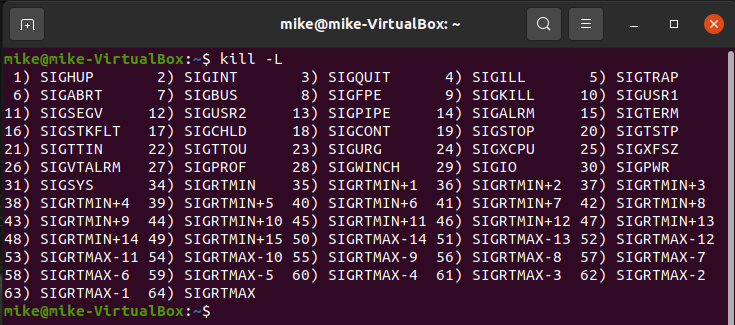 mike@mike-VirtualBox: ~
mike@mike-VirtualBox:~$ kill -L
 1) SIGHUP	 2) SIGINT	 3) SIGQUIT	 4) SIGILL	 5) SIGTRAP
 6) SIGABRT	 7) SIGBUS	 8) SIGFPE	 9) SIGKILL	10) SIGUSR1
11) SIGSEGV	12) SIGUSR2	13) SIGPIPE	14) SIGALRM	15) SIGTERM
16) SIGSTKFLT	17) SIGCHLD	18) SIGCONT	19) SIGSTOP	20) SIGTSTP
21) SIGTTIN	22) SIGTTOU	23) SIGURG	24) SIGXCPU	25) SIGXFSZ
26) SIGVTALRM	27) SIGPROF	28) SIGWINCH	29) SIGIO	30) SIGPWR
31) SIGSYS	34) SIGRTMIN	35) SIGRTMIN+1	36) SIGRTMIN+2	37) SIGRTMIN+3
38) SIGRTMIN+4	39) SIGRTMIN+5	40) SIGRTMIN+6	41) SIGRTMIN+7	42) SIGRTMIN+8
43) SIGRTMIN+9	44) SIGRTMIN+10	45) SIGRTMIN+11	46) SIGRTMIN+12	47) SIGRTMIN+13
48) SIGRTMIN+14	49) SIGRTMIN+15	50) SIGRTMAX-14	51) SIGRTMAX-13	52) SIGRTMAX-12
53) SIGRTMAX-11	54) SIGRTMAX-10	55) SIGRTMAX-9	56) SIGRTMAX-8	57) SIGRTMAX-7
58) SIGRTMAX-6	59) SIGRTMAX-5	60) SIGRTMAX-4	61) SIGRTMAX-3	62) SIGRTMAX-2
63) SIGRTMAX-1	64) SIGRTMAX
mike@mike-VirtualBox:~$